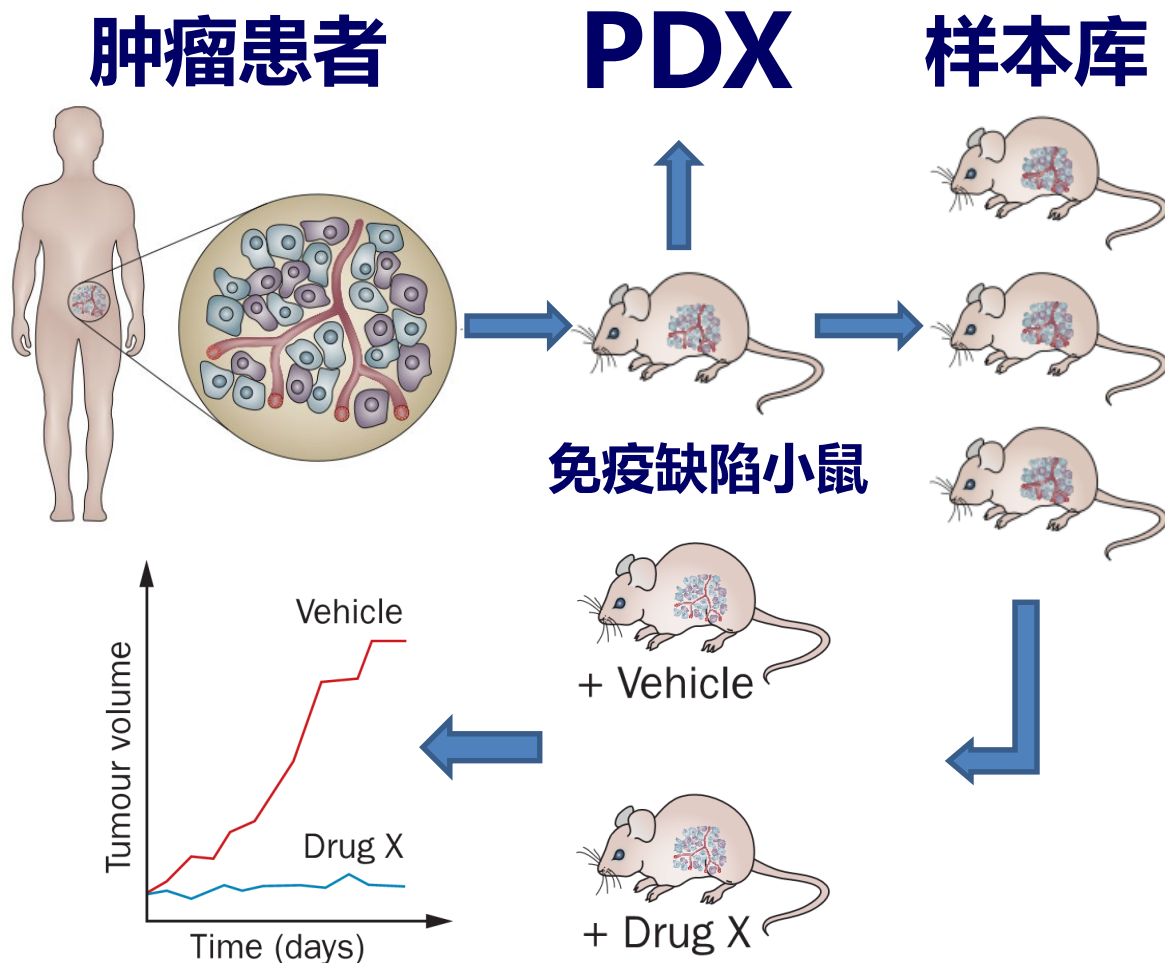 肿瘤患者
PDX
样本库
免疫缺陷小鼠
+ Vehicle
+ Drug X
Vehicle
Drug X
Tumour volume
Time (days)